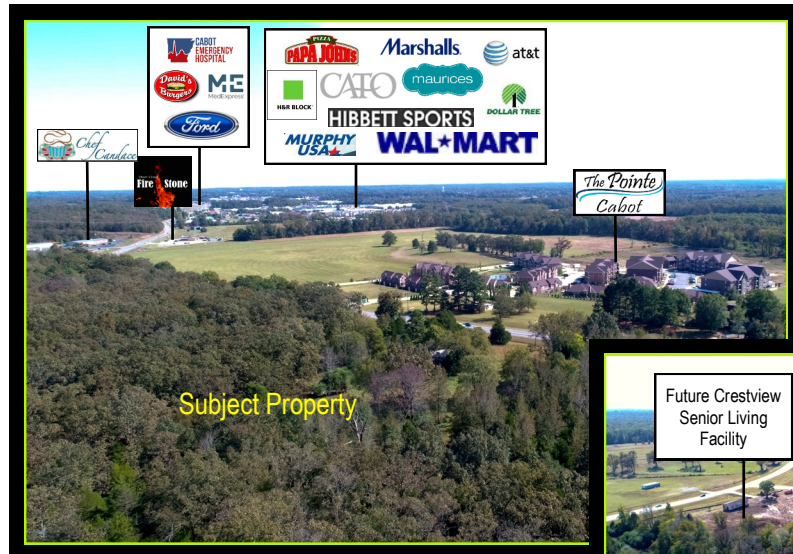 CABOT
EMERGENCY
HOSPITAL
David's
Burgers
ME
MedExpress
Ford
PIZZA
PAPA JOHNS
Marshalls.
at&t
H&R BLOCK
CATO
maurices
DOLLAR TREE
HIBBETT SPORTS
MURPHY
USA
WAL★MART
Chef
Candace
Fire Stone
The Pointe
Cabot
Subject Property
Future Crestview
Senior Living
Facility